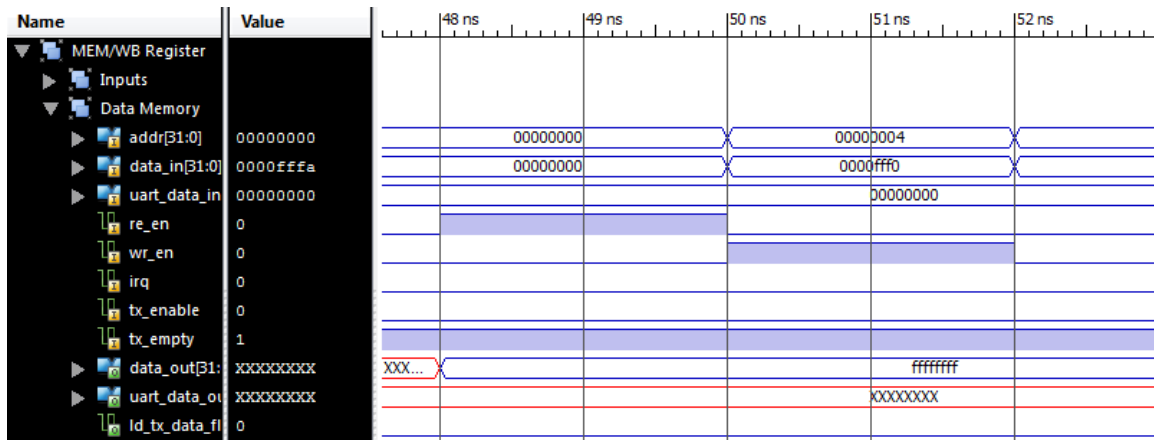 Name Value 48 ns 49 ns 50 ns 51 ns 52 ns
MEM/WB Register
Inputs
Data Memory
addr[31:0] 00000000 00000000 00000004
data_in[31:0] 0000fffa 00000000 0000fff0
uart_data_in 00000000 00000000
re_en 0
wr_en 0
irq 0
tx_enable 0
tx_empty 1
data_out[31: XXXXXXXX XXX... ffffffff
uart_data_ou XXXXXXXX XXXXXXXX
ld_tx_data_fl 0